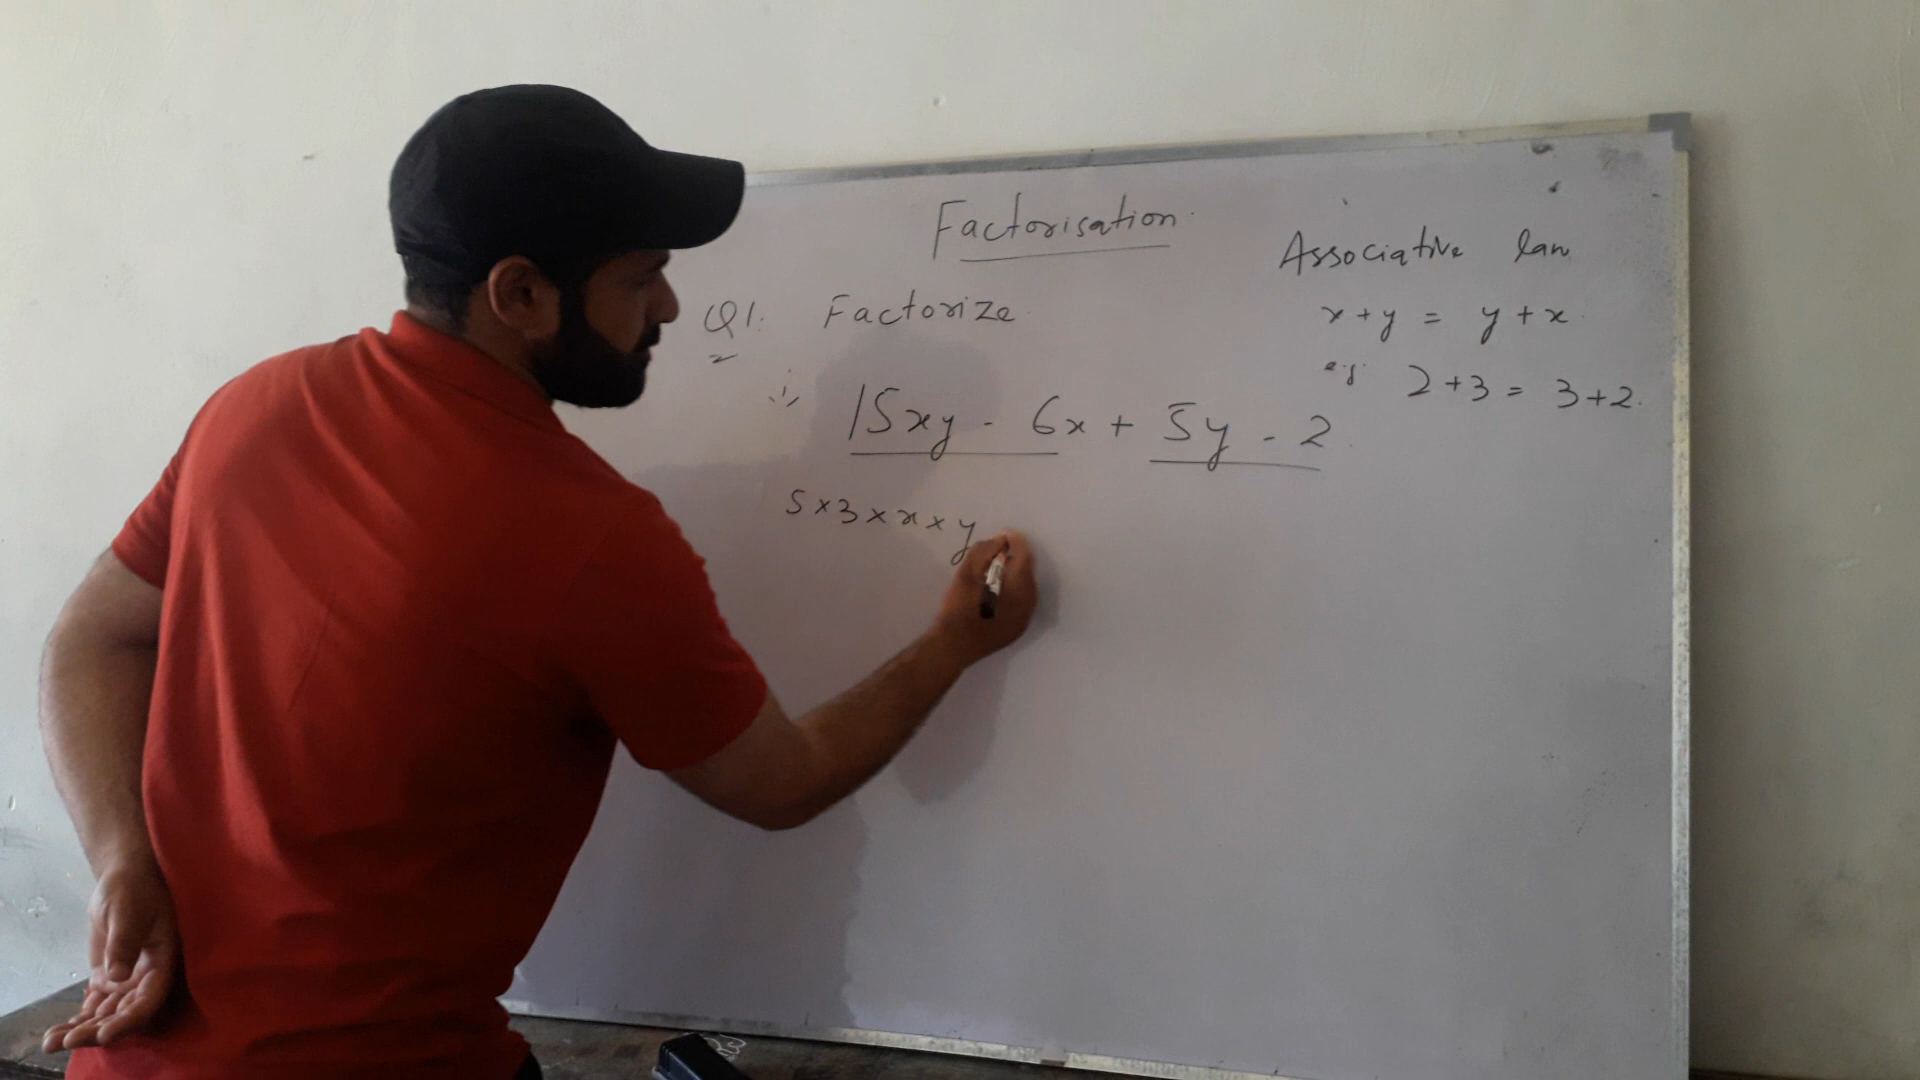 Factorisation
Q1. Factorize
i, 15xy - 6x + 5y - 2
5 × 3 × x × y
Associative law
x + y = y + x
e.g. 2 + 3 = 3 + 2.